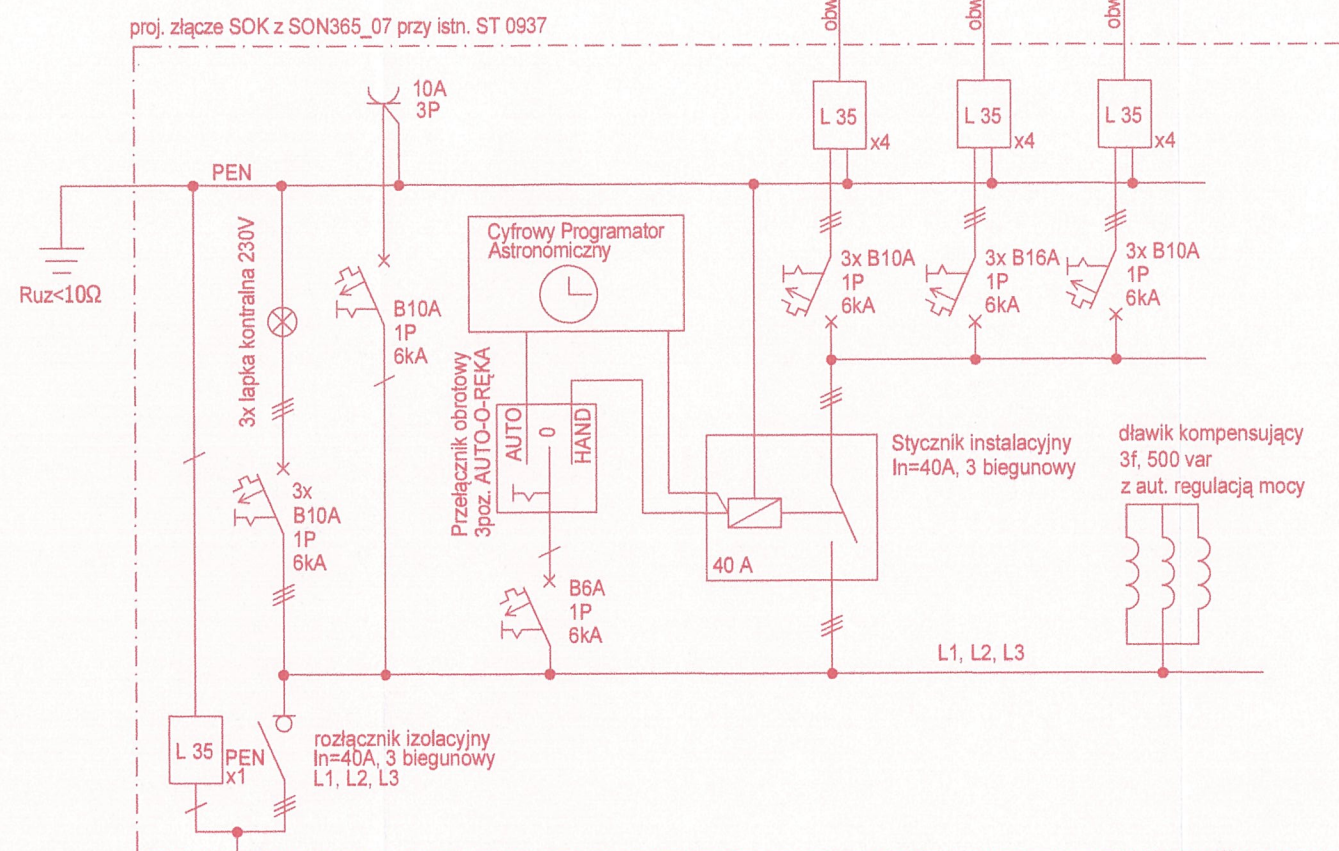 proj. złącze SOK z SON365_07 przy istn. ST 0937
obw
obw
obw
10A
3P
L 35
x4
L 35
x4
L 35
x4
PEN
Ruz<10Ω
3x lapka kontralna 230V
Cyfrowy Programator
Astronomiczny
B10A
1P
6kA
3x B10A
1P
6kA
3x B16A
1P
6kA
3x B10A
1P
6kA
Przełącznik obrotowy
3poz. AUTO-O-RĘKA
AUTO
0
HAND
Stycznik instalacyjny
In=40A, 3 biegunowy
40 A
dławik kompensujący
3f, 500 var
z aut. regulacją mocy
3x
B10A
1P
6kA
B6A
1P
6kA
L1, L2, L3
L 35
PEN
x1
rozłącznik izolacyjny
In=40A, 3 biegunowy
L1, L2, L3